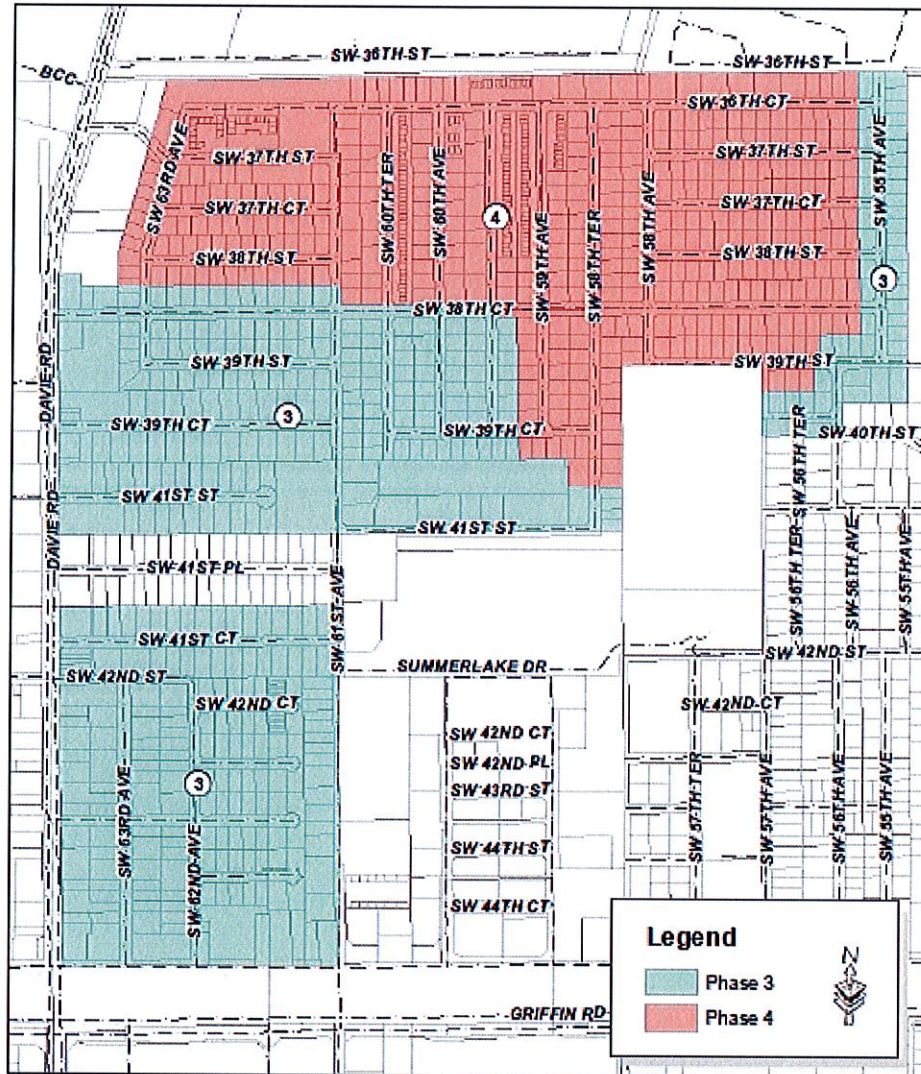 SW 36TH ST
SW 36TH ST
BCC
SW 36TH CT
SW 63RD AVE
SW 37TH ST
SW 60TH TER
SW 60TH AVE
SW 37TH ST
SW 55TH AVE
SW 37TH CT
4
SW 59TH AVE
SW 58TH TER
SW 58TH AVE
SW 37TH CT
SW 38TH ST
SW 38TH ST
3
SW 38TH CT
DAVIE RD
SW 39TH ST
SW 39TH ST
SW 39TH CT
3
SW 39TH CT
SW 56TH TER
SW 40TH ST
SW 41ST ST
SW 41ST ST
DAVIE RD
SW 41ST PL
SW 61ST AVE
SW 56TH TER
SW 56TH AVE
SW 55TH AVE
SW 41ST CT
SW 42ND ST
SUMMERLAKE DR
SW 42ND ST
SW 42ND CT
SW 42ND CT
SW 42ND CT
SW 42ND PL
SW 43RD ST
3
SW 63RD AVE
SW 62ND AVE
SW 44TH ST
SW 57TH TER
SW 57TH AVE
SW 56TH AVE
SW 55TH AVE
SW 44TH CT
Legend
N
Phase 3
Phase 4
GRIFFIN RD